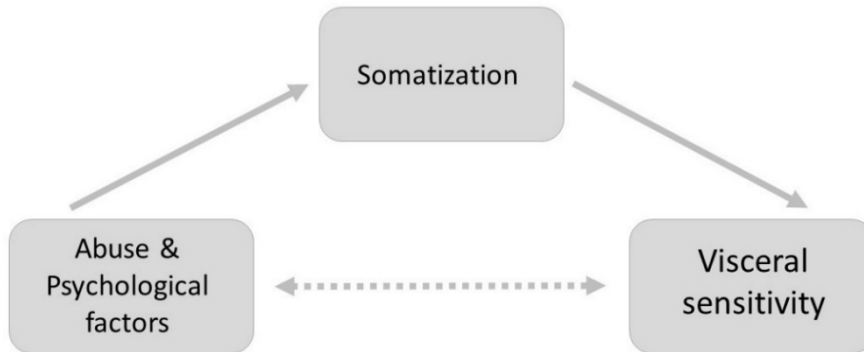 Somatization
Abuse &
Psychological
factors
Visceral
sensitivity